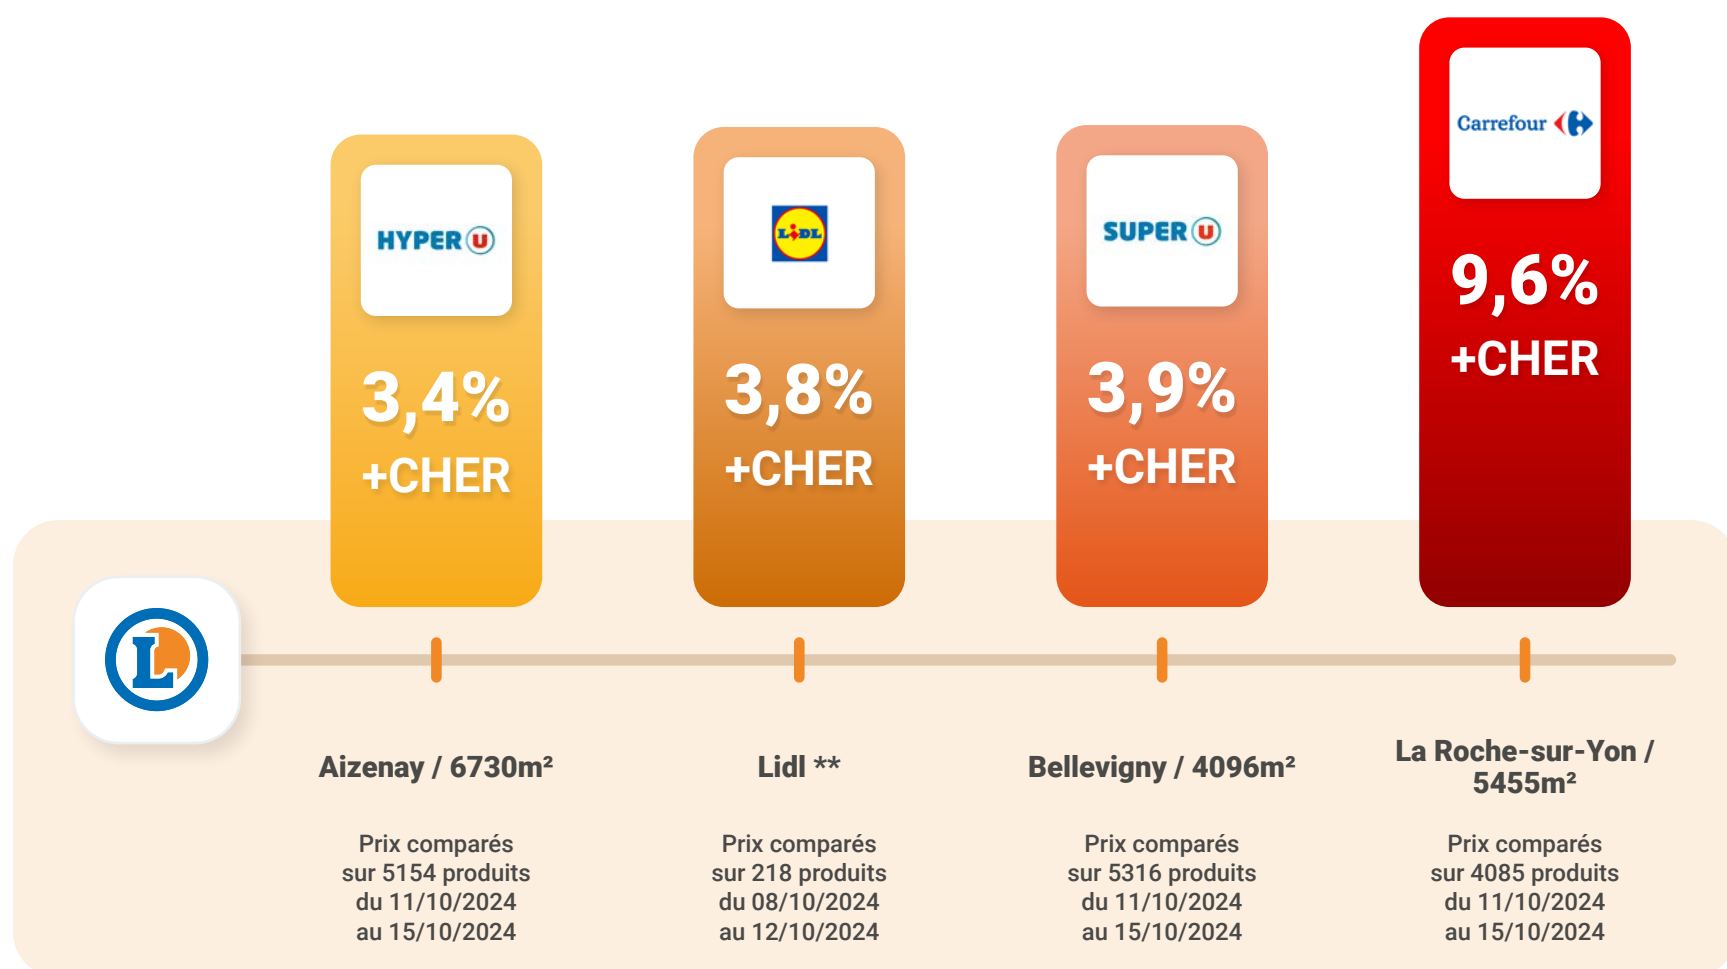 HYPER U
3,4%
+CHER
LIDL
3,8%
+CHER
SUPER U
3,9%
+CHER
Carrefour
9,6%
+CHER
L
Aizenay / 6730m²
Prix comparés
sur 5154 produits
du 11/10/2024
au 15/10/2024
Lidl **
Prix comparés
sur 218 produits
du 08/10/2024
au 12/10/2024
Bellevigny / 4096m²
Prix comparés
sur 5316 produits
du 11/10/2024
au 15/10/2024
La Roche-sur-Yon /
5455m²
Prix comparés
sur 4085 produits
du 11/10/2024
au 15/10/2024